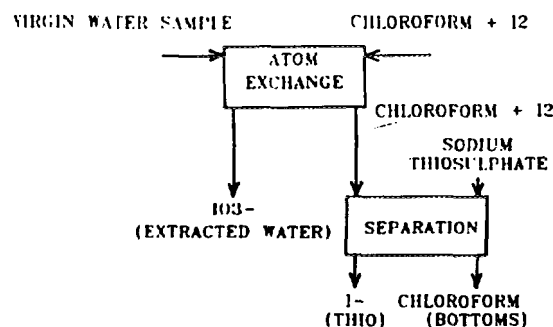 VIRGIN WATER SAMPLE
CHLOROFORM + I2
ATOM
EXCHANGE
CHLOROFORM + I2
SODIUM
THIOSULPHATE
IO3-
(EXTRACTED WATER)
SEPARATION
I-
(THIO)
CHLOROFORM
(BOTTOMS)